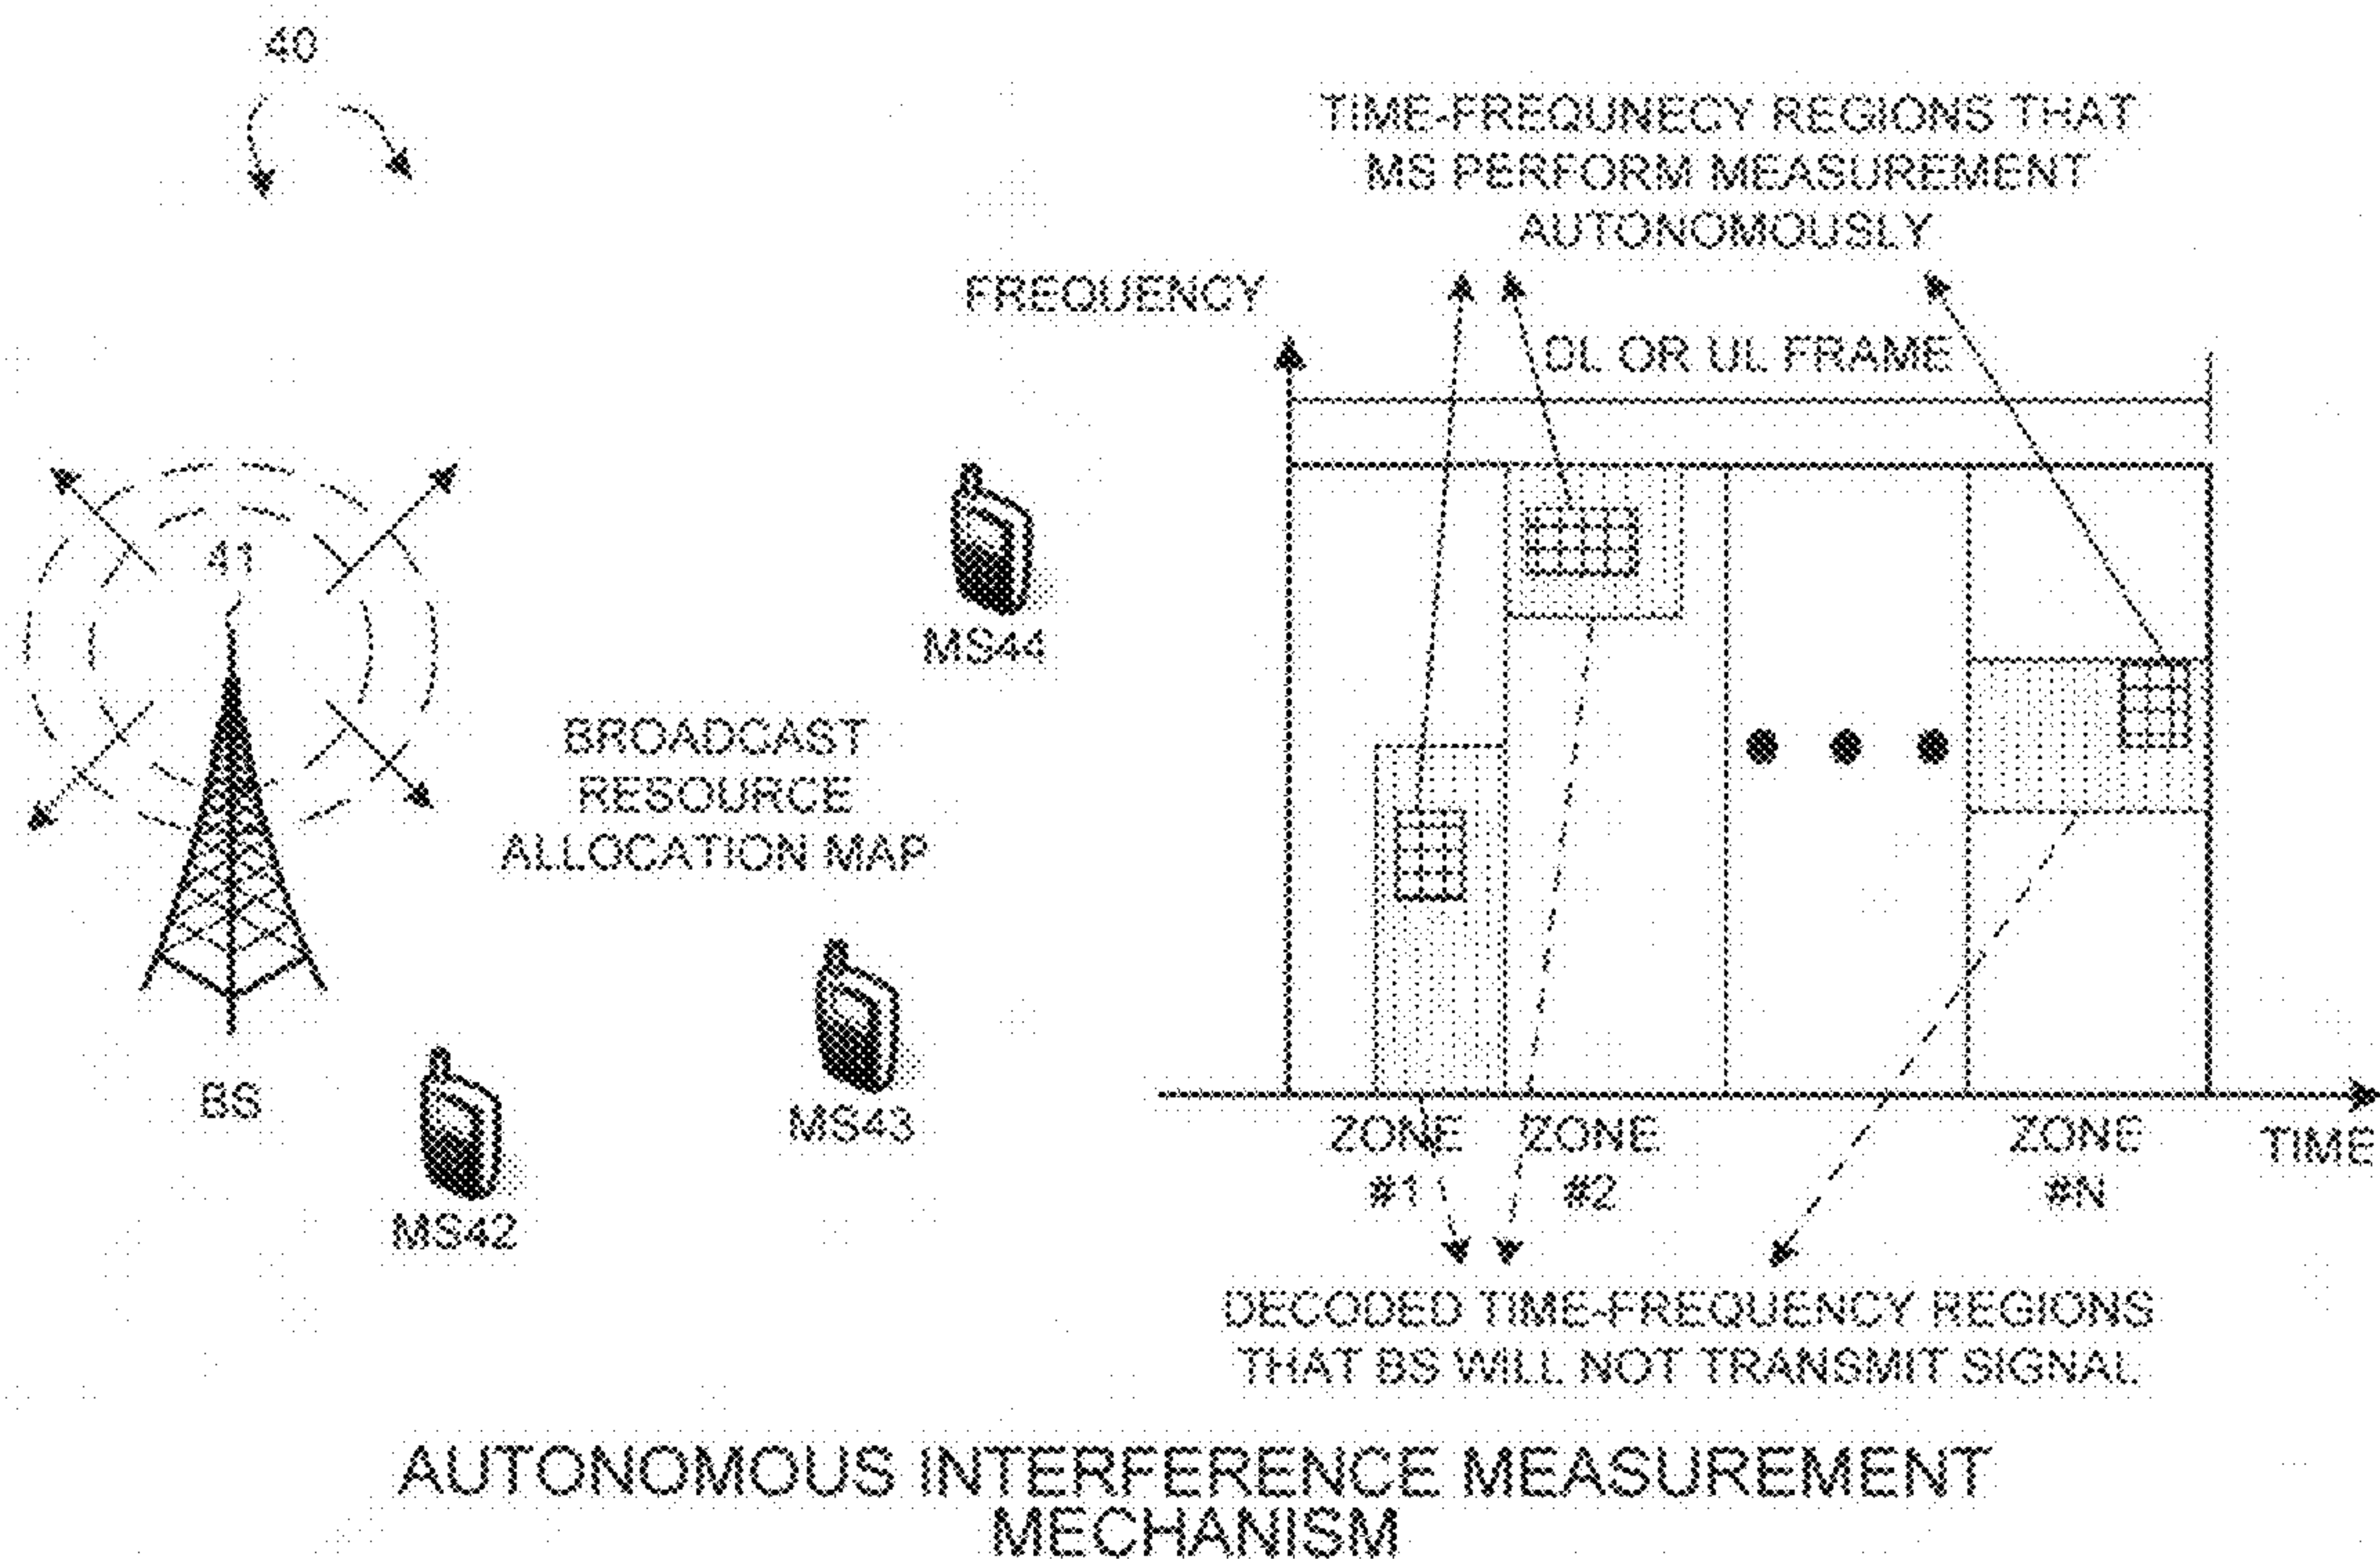 40
TIME-FREQUNECY REGIONS THAT
MS PERFORM MEASUREMENT
AUTONOMOUSLY
FREQUENCY
DL OR UL FRAME
41
MS44
BROADCAST
RESOURCE
ALLOCATION MAP
BS
MS43
MS42
ZONE
#1
ZONE
#2
ZONE
#N
TIME
DECODED TIME-FREQUENCY REGIONS
THAT BS WILL NOT TRANSMIT SIGNAL
AUTONOMOUS INTERFERENCE MEASUREMENT
MECHANISM